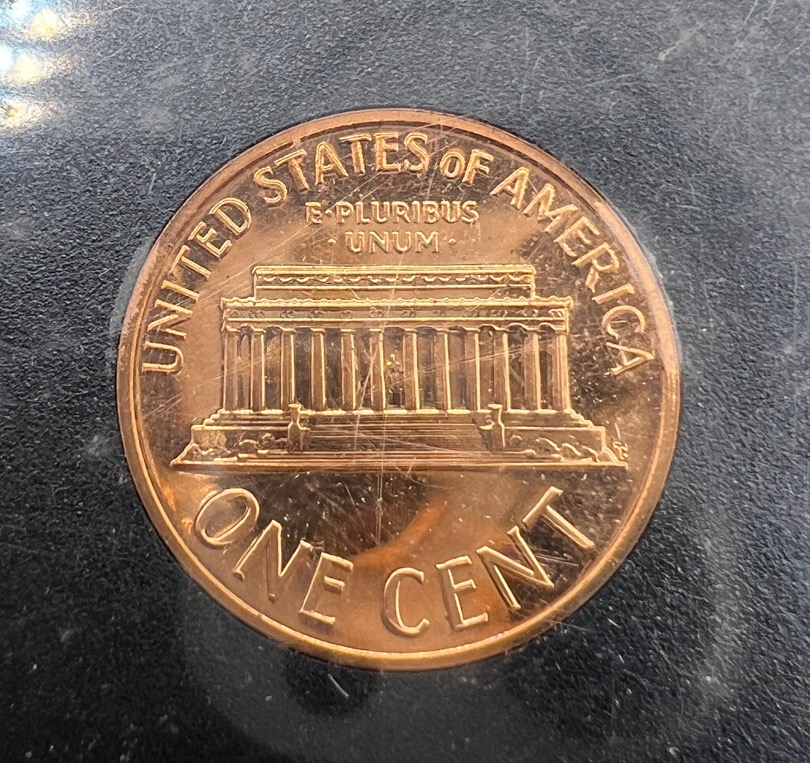 UNITED STATES OF AMERICA
E·PLURIBUS
·UNUM·
ONE CENT